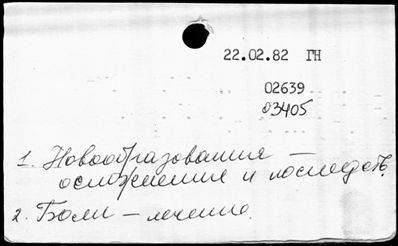 22.02.82 ГН
02639
03405
1. Новообразования —
осложнения и последств.
2. Боли — лечение.